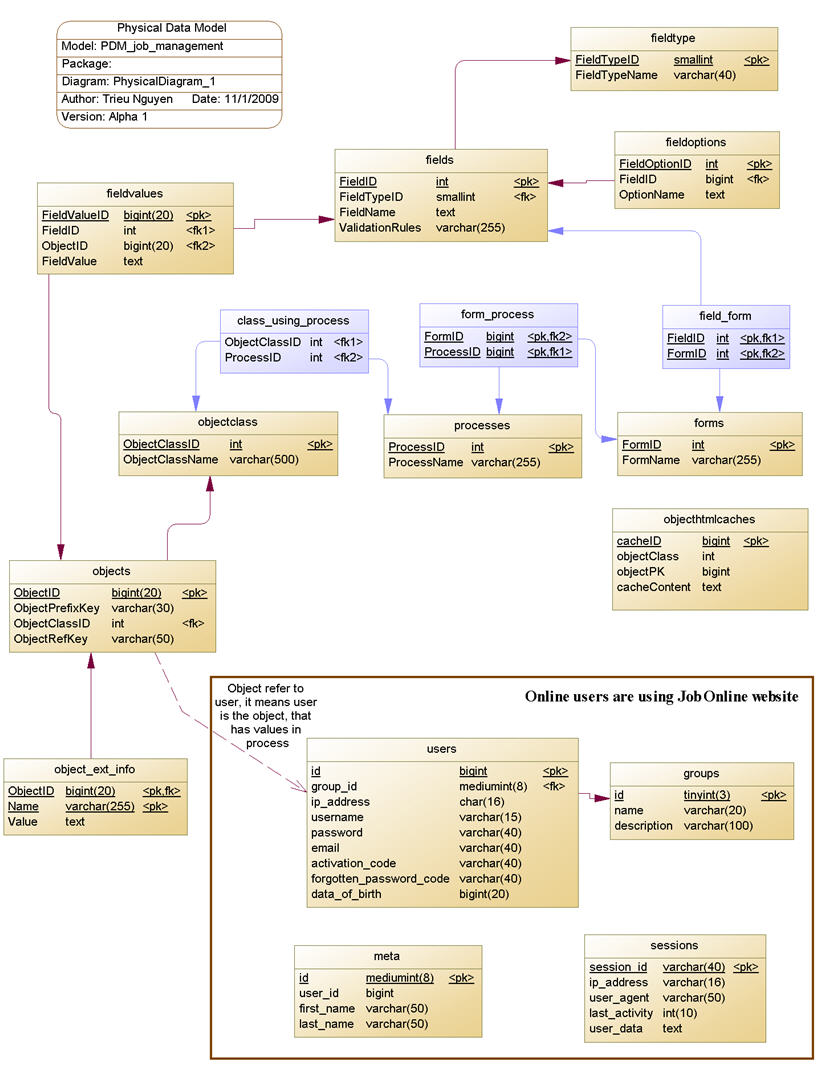 Physical Data Model
Model: PDM_job_management
Package:
Diagram: PhysicalDiagram_1
Author: Trieu Nguyen Date: 11/1/2009
Version: Alpha 1
fieldtype
FieldTypeID smallint <pk>
FieldTypeName varchar(40)
fieldoptions
FieldOptionID int <pk>
FieldID bigint <fk>
OptionName text
fields
FieldID int <pk>
FieldTypeID smallint <fk>
FieldName text
ValidationRules varchar(255)
fieldvalues
FieldValueID bigint(20) <pk>
FieldID int <fk1>
ObjectID bigint(20) <fk2>
FieldValue text
class_using_process
ObjectClassID int <fk1>
ProcessID int <fk2>
form_process
FormID bigint <pk,fk2>
ProcessID bigint <pk,fk1>
field_form
FieldID int <pk,fk1>
FormID int <pk,fk2>
objectclass
ObjectClassID int <pk>
ObjectClassName varchar(500)
processes
ProcessID int <pk>
ProcessName varchar(255)
forms
FormID int <pk>
FormName varchar(255)
objecthtmlcaches
cacheID bigint <pk>
objectClass int
objectPK bigint
cacheContent text
objects
ObjectID bigint(20) <pk>
ObjectPrefixKey varchar(30)
ObjectClassID int <fk>
ObjectRefKey varchar(50)
Object refer to
user, it means user
is the object, that
has values in
process
Online users are using JobOnline website
object_ext_info
ObjectID bigint(20) <pk,fk>
Name varchar(255) <pk>
Value text
users
id bigint <pk>
group_id mediumint(8) <fk>
ip_address char(16)
username varchar(15)
password varchar(40)
email varchar(40)
activation_code varchar(40)
forgotten_password_code varchar(40)
data_of_birth bigint(20)
groups
id tinyint(3) <pk>
name varchar(20)
description varchar(100)
meta
id mediumint(8) <pk>
user_id bigint
first_name varchar(50)
last_name varchar(50)
sessions
session_id varchar(40) <pk>
ip_address varchar(16)
user_agent varchar(50)
last_activity int(10)
user_data text